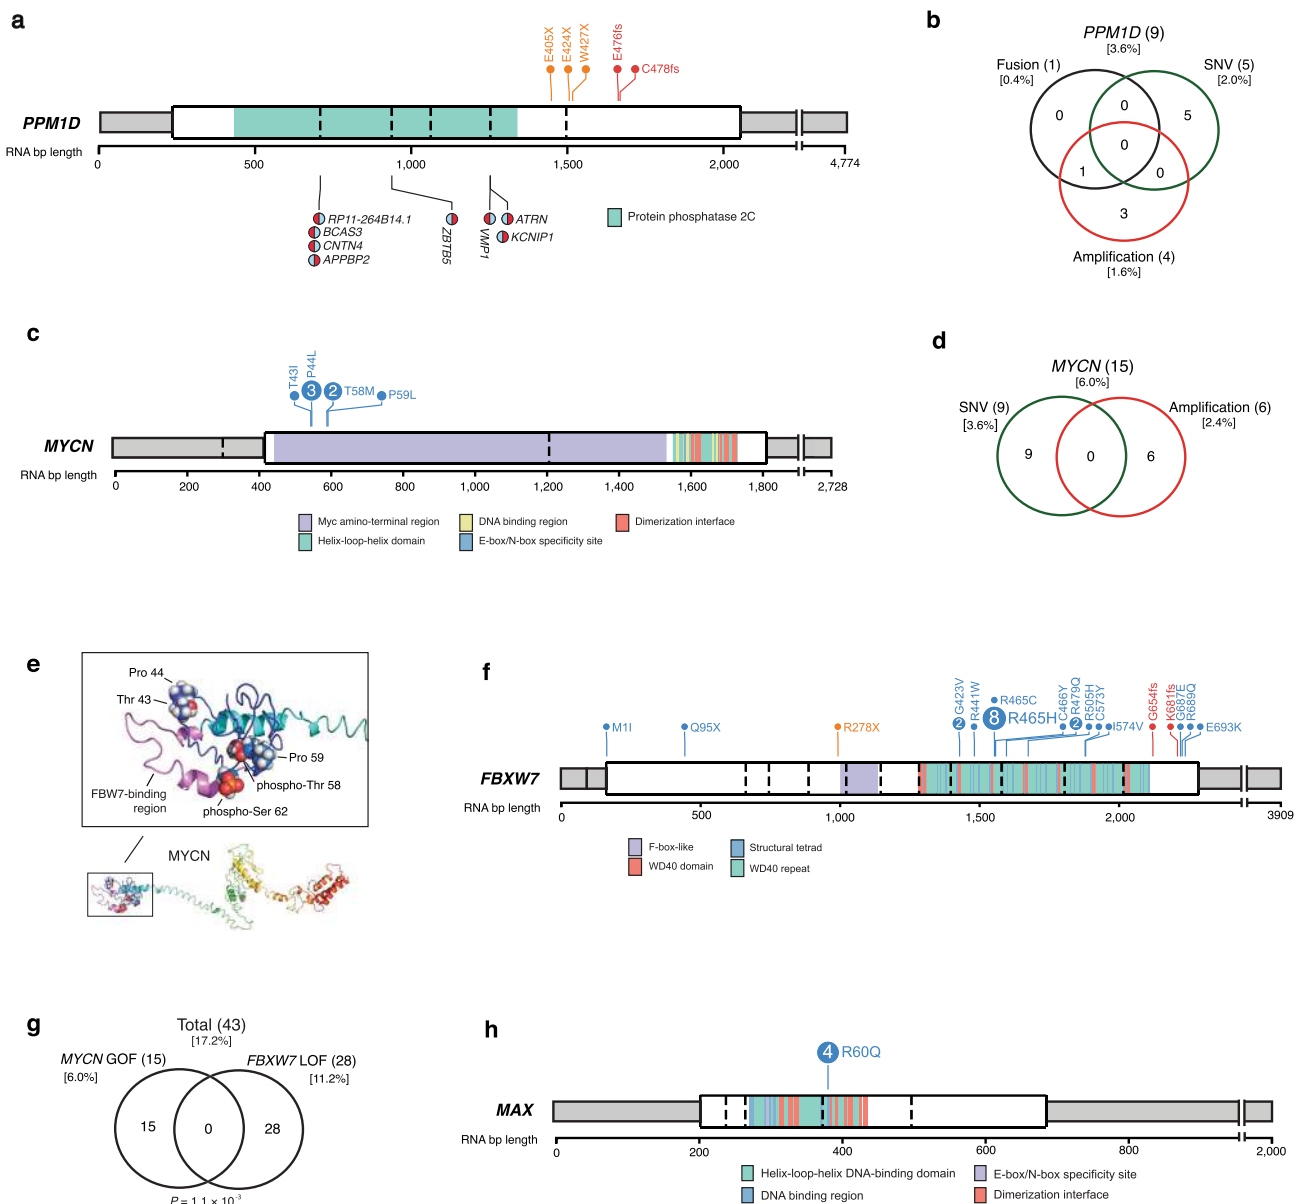 a
E405X
E424X
W427X
E476fs
C478fs
PPM1D
RNA bp length
0
500
1,000
1,500
2,000
4,774
RP11-264B14.1
BCAS3
CNTN4
APPBP2
ZBTB5
VMP1
ATRN
KCNIP1
Protein phosphatase 2C
b
PPM1D (9)
[3.6%]
Fusion (1)
[0.4%]
SNV (5)
[2.0%]
0
0
5
0
1
0
3
Amplification (4)
[1.6%]
c
T43I
P44L
3
2
T58M
P59L
MYCN
RNA bp length
0
200
400
600
800
1,000
1,200
1,400
1,600
1,800
2,728
Myc amino-terminal region
DNA binding region
Dimerization interface
Helix-loop-helix domain
E-box/N-box specificity site
d
MYCN (15)
[6.0%]
SNV (9)
[3.6%]
Amplification (6)
[2.4%]
9
0
6
e
Pro 44
Thr 43
Pro 59
phospho-Thr 58
FBW7-binding
region
phospho-Ser 62
MYCN
f
M1I
Q95X
R278X
2
G423V
R441W
R465C
8
R465H
C466Y
2
R479Q
R505H
C573Y
I574V
G654fs
K681fs
G687E
R689Q
E693K
FBXW7
RNA bp length
0
500
1,000
1,500
2,000
3909
F-box-like
Structural tetrad
WD40 domain
WD40 repeat
g
Total (43)
[17.2%]
MYCN GOF (15)
[6.0%]
FBXW7 LOF (28)
[11.2%]
15
0
28
P = 1.1 × 10⁻³
h
4
R60Q
MAX
RNA bp length
0
200
400
600
800
2,000
Helix-loop-helix DNA-binding domain
E-box/N-box specificity site
DNA binding region
Dimerization interface